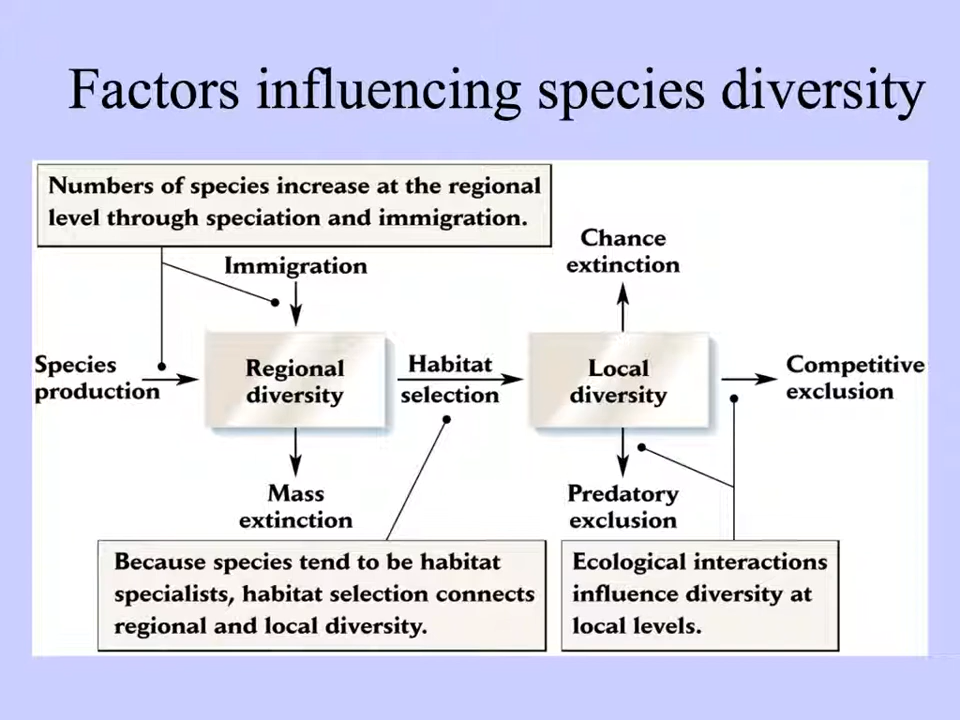 Factors influencing species diversity
Numbers of species increase at the regional
level through speciation and immigration.
Immigration
Chance
extinction
Species
production
Regional
diversity
Habitat
selection
Local
diversity
Competitive
exclusion
Mass
extinction
Predatory
exclusion
Because species tend to be habitat
specialists, habitat selection connects
regional and local diversity.
Ecological interactions
influence diversity at
local levels.